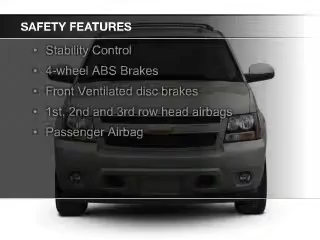 SAFETY FEATURES
• Stability Control
• 4-wheel ABS Brakes
• Front Ventilated disc brakes
• 1st, 2nd and 3rd row head airbags
• Passenger Airbag